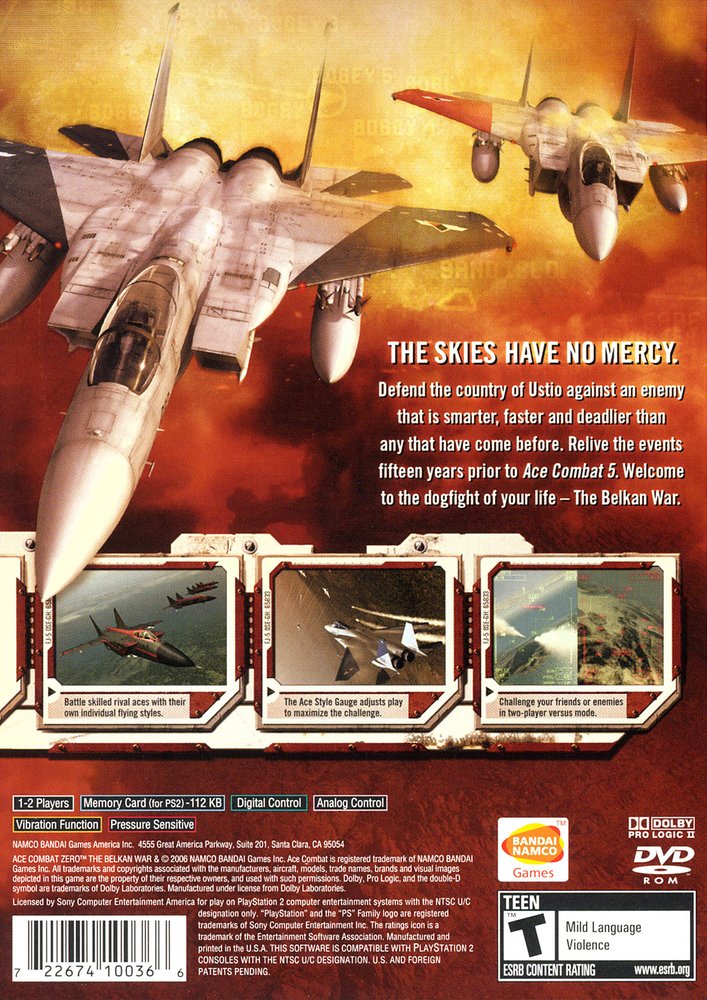 THE SKIES HAVE NO MERCY.
Defend the country of Ustio against an enemy
that is smarter, faster and deadlier than
any that have come before. Relive the events
fifteen years prior to Ace Combat 5. Welcome
to the dogfight of your life – The Belkan War.
Battle skilled rival aces with their
own individual flying styles.
The Ace Style Gauge adjusts play
to maximize the challenge.
Challenge your friends or enemies
in two-player versus mode.
1-2 Players
Memory Card (for PS2)-112 KB
Digital Control
Analog Control
Vibration Function
Pressure Sensitive
NAMCO BANDAI Games America Inc. 4555 Great America Parkway, Suite 201, Santa Clara, CA 95054
ACE COMBAT ZERO™ THE BELKAN WAR & © 2006 NAMCO BANDAI Games Inc. Ace Combat is registered trademark of NAMCO BANDAI
Games Inc. All trademarks and copyrights associated with the manufacturers, aircraft, models, trade names, brands and visual images
depicted in this game are the property of their respective owners, and used with such permissions. Dolby, Pro Logic, and the double-D
symbol are trademarks of Dolby Laboratories. Manufactured under license from Dolby Laboratories.
Licensed by Sony Computer Entertainment America for play on PlayStation 2 computer entertainment systems with the NTSC U/C
designation only. "PlayStation" and the "PS" Family logo are registered
trademarks of Sony Computer Entertainment Inc. The ratings icon is a
trademark of the Entertainment Software Association. Manufactured and
printed in the U.S.A. THIS SOFTWARE IS COMPATIBLE WITH PLAYSTATION 2
CONSOLES WITH THE NTSC U/C DESIGNATION. U.S. AND FOREIGN
PATENTS PENDING.
7 22674 10036 6
BANDAI
NAMCO
Games
TM
DOLBY
PRO LOGIC II
DVD
ROM
TEEN
T
TM
Mild Language
Violence
ESRB CONTENT RATING
www.esrb.org